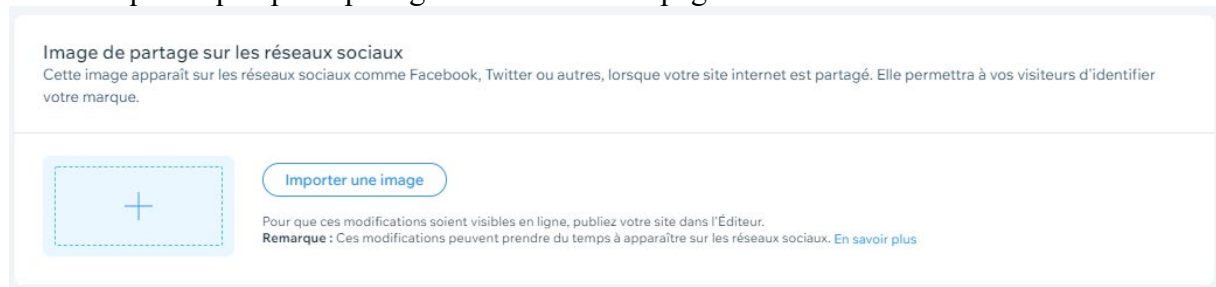 Image de partage sur les réseaux sociaux
Cette image apparaît sur les réseaux sociaux comme Facebook, Twitter ou autres, lorsque votre site internet est partagé. Elle permettra à vos visiteurs d'identifier
votre marque.
Importer une image
Pour que ces modifications soient visibles en ligne, publiez votre site dans l'Éditeur.
Remarque : Ces modifications peuvent prendre du temps à apparaître sur les réseaux sociaux. En savoir plus